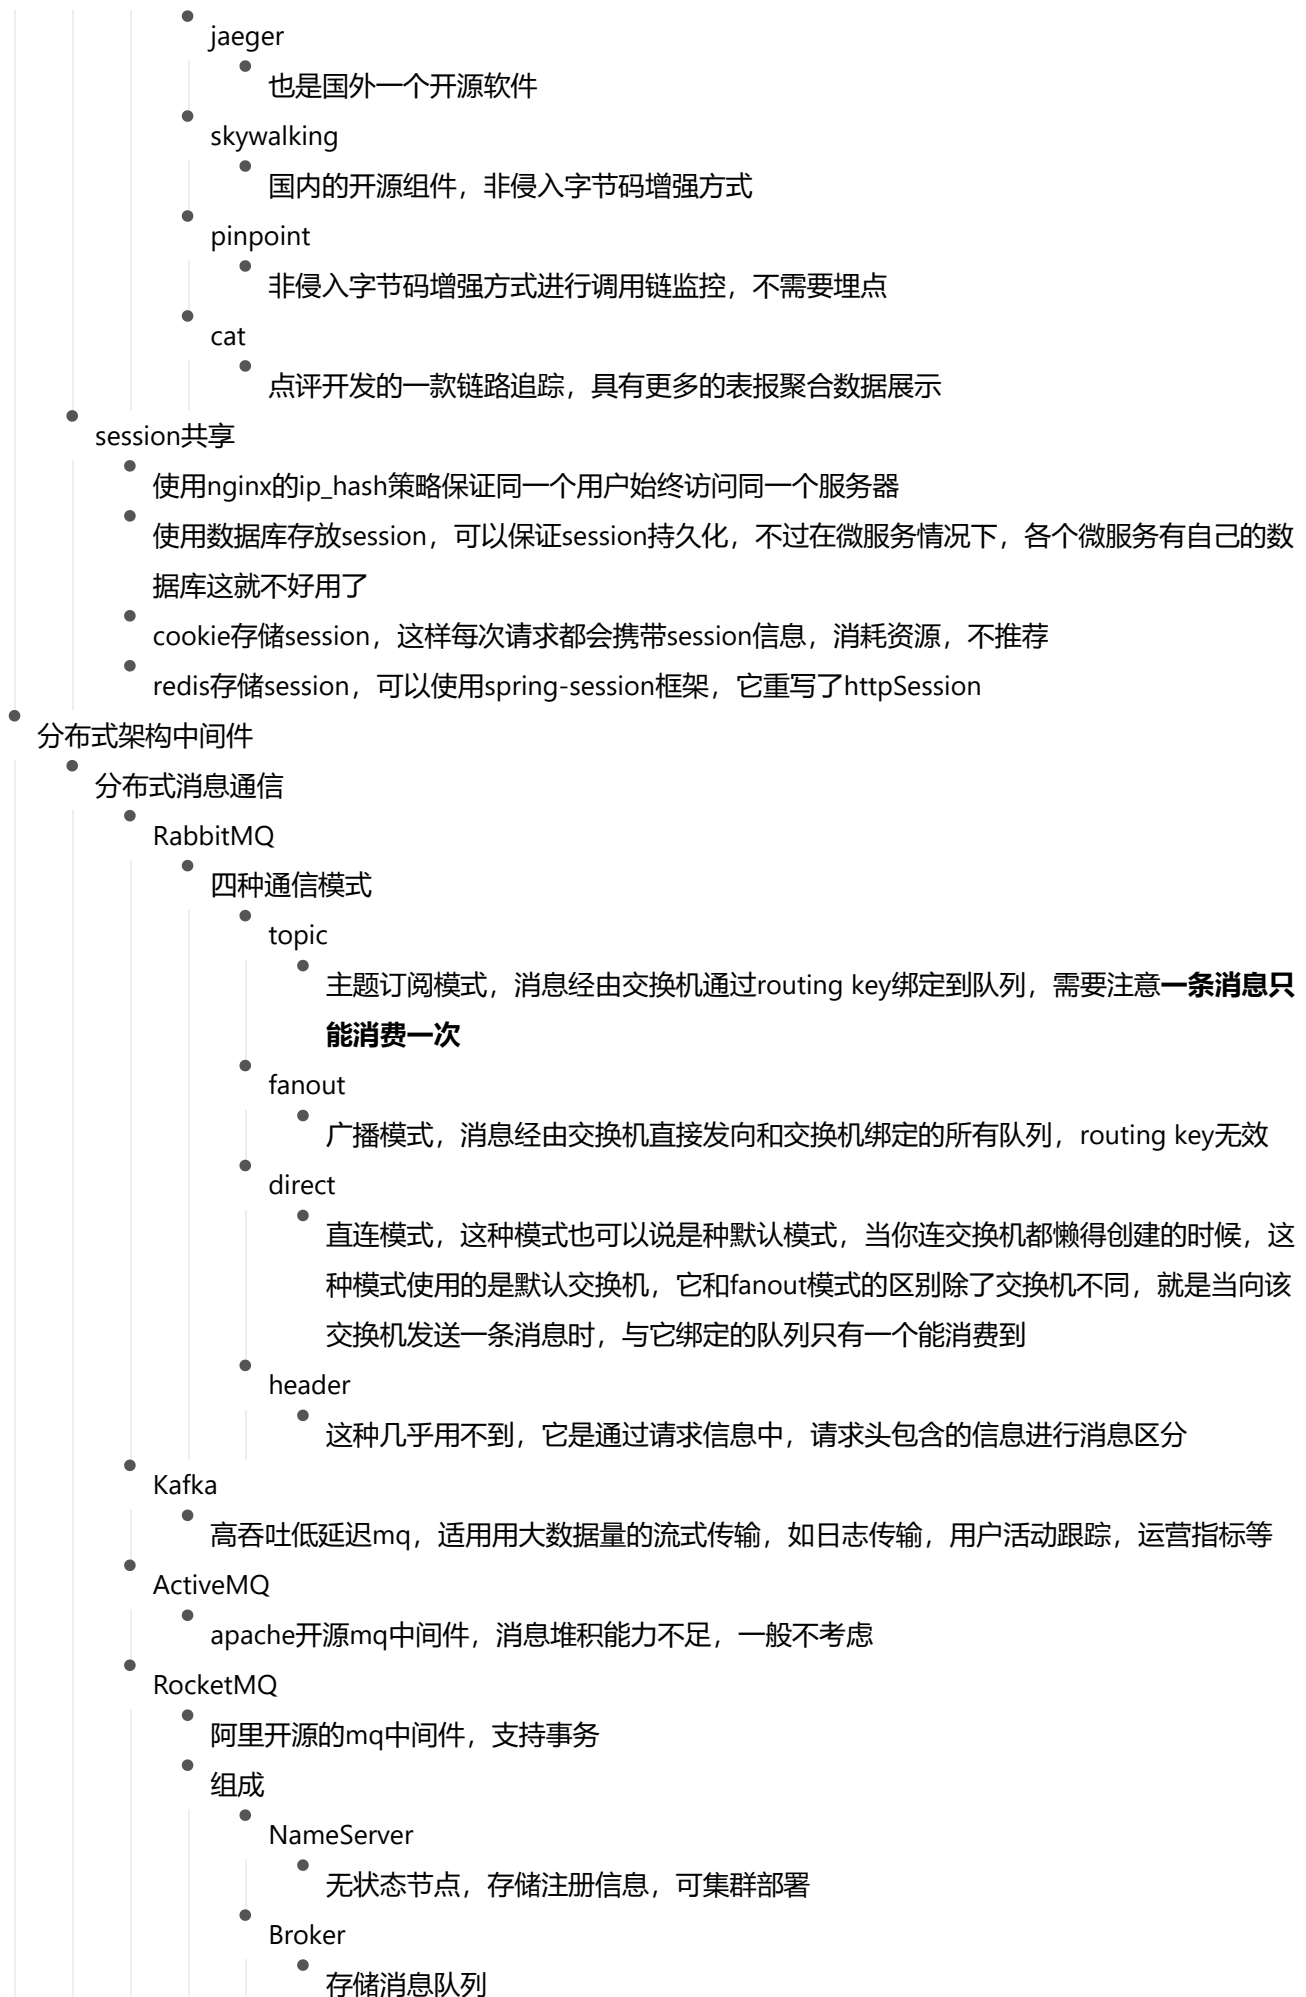 jaeger
也是国外一个开源软件
skywalking
国内的开源组件，非侵入字节码增强方式
pinpoint
非侵入字节码增强方式进行调用链监控，不需要埋点
cat
点评开发的一款链路追踪，具有更多的表报聚合数据展示
session共享
使用nginx的ip_hash策略保证同一个用户始终访问同一个服务器
使用数据库存放session，可以保证session持久化，不过在微服务情况下，各个微服务有自己的数
据库这就不好用了
cookie存储session，这样每次请求都会携带session信息，消耗资源，不推荐
redis存储session，可以使用spring-session框架，它重写了httpSession
分布式架构中间件
分布式消息通信
RabbitMQ
四种通信模式
topic
主题订阅模式，消息经由交换机通过routing key绑定到队列，需要注意一条消息只
能消费一次
fanout
广播模式，消息经由交换机直接发向和交换机绑定的所有队列，routing key无效
direct
直连模式，这种模式也可以说是种默认模式，当你连交换机都懒得创建的时候，这
种模式使用的是默认交换机，它和fanout模式的区别除了交换机不同，就是当向该
交换机发送一条消息时，与它绑定的队列只有一个能消费到
header
这种几乎用不到，它是通过请求信息中，请求头包含的信息进行消息区分
Kafka
高吞吐低延迟mq，适用用大数据量的流式传输，如日志传输，用户活动跟踪，运营指标等
ActiveMQ
apache开源mq中间件，消息堆积能力不足，一般不考虑
RocketMQ
阿里开源的mq中间件，支持事务
组成
NameServer
无状态节点，存储注册信息，可集群部署
Broker
存储消息队列